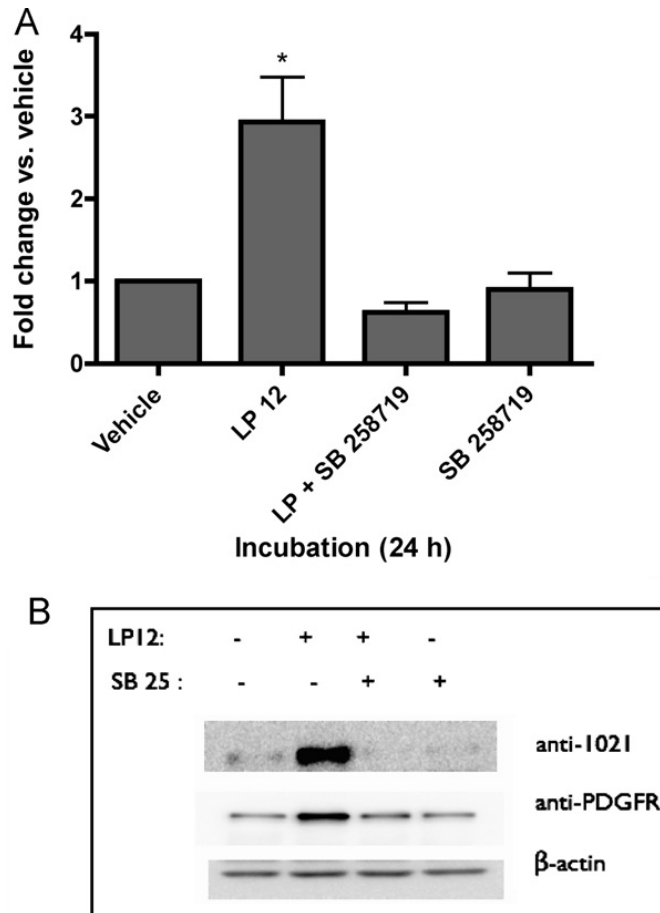 A
Fold change vs. vehicle
4
3
2
1
0
*
Vehicle
LP 12
LP + SB 258719
SB 258719
Incubation (24 h)
B
LP12: - + + -
SB 25 : - - + +
anti-1021
anti-PDGFR
β-actin